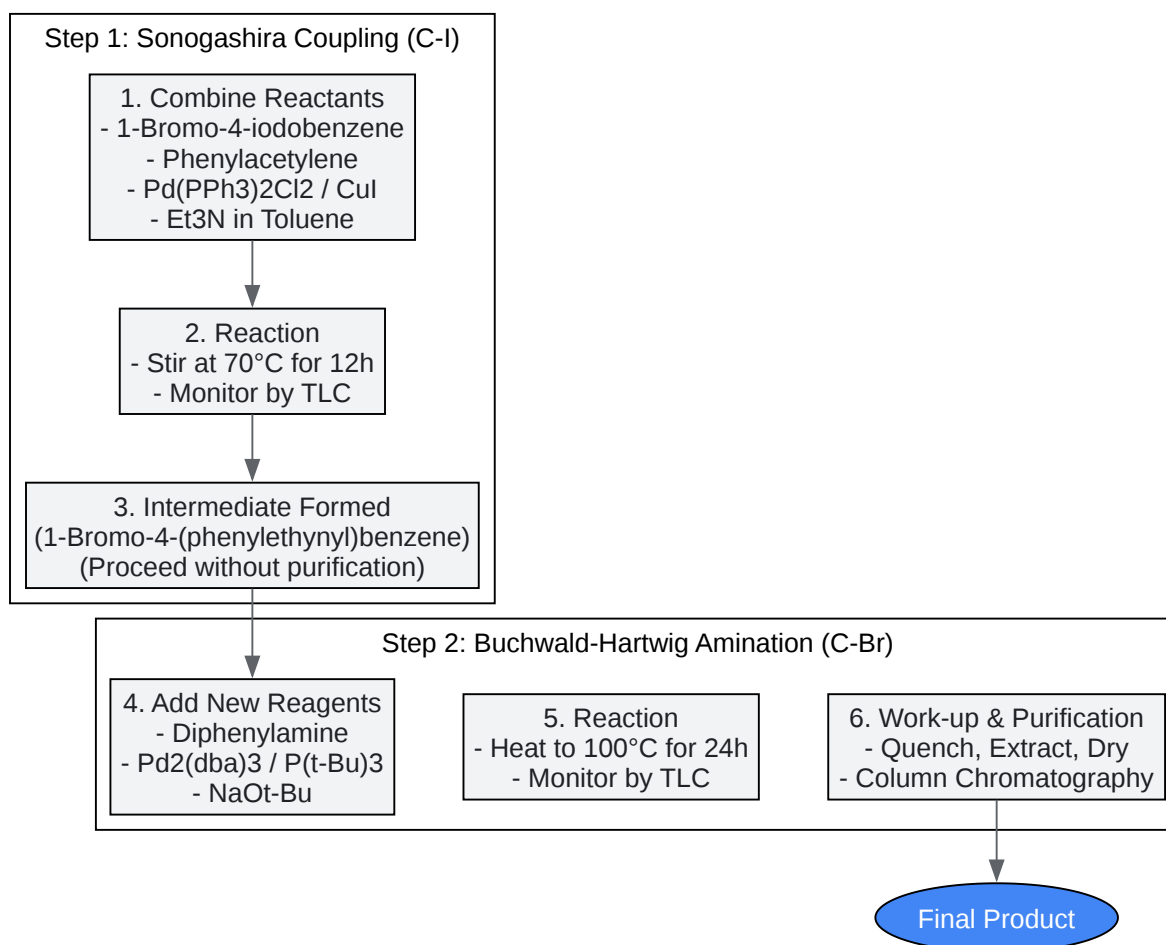 Step 1: Sonogashira Coupling (C-I)
1. Combine Reactants
- 1-Bromo-4-iodobenzene
- Phenylacetylene
- Pd(PPh3)2Cl2 / CuI
- Et3N in Toluene
2. Reaction
- Stir at 70°C for 12h
- Monitor by TLC
3. Intermediate Formed
(1-Bromo-4-(phenylethynyl)benzene)
(Proceed without purification)
Step 2: Buchwald-Hartwig Amination (C-Br)
4. Add New Reagents
- Diphenylamine
- Pd2(dba)3 / P(t-Bu)3
- NaOt-Bu
5. Reaction
- Heat to 100°C for 24h
- Monitor by TLC
6. Work-up & Purification
- Quench, Extract, Dry
- Column Chromatography
Final Product